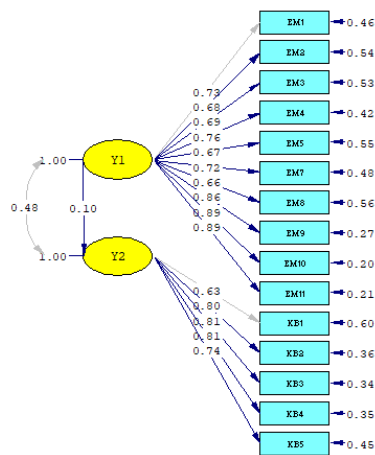 EM1 0.46
EM2 0.54
EM3 0.53
0.73
0.68
0.69
EM4 0.42
0.76
1.00 Y1
0.67
EM5 0.55
0.72
EM7 0.48
0.66
0.86
EM8 0.56
0.48 0.10
0.89
EM9 0.27
0.89
1.00 Y2
EM10 0.20
0.63
EM11 0.21
0.80
0.81
KB1 0.60
0.81
0.74
KB2 0.36
KB3 0.34
KB4 0.35
KB5 0.45